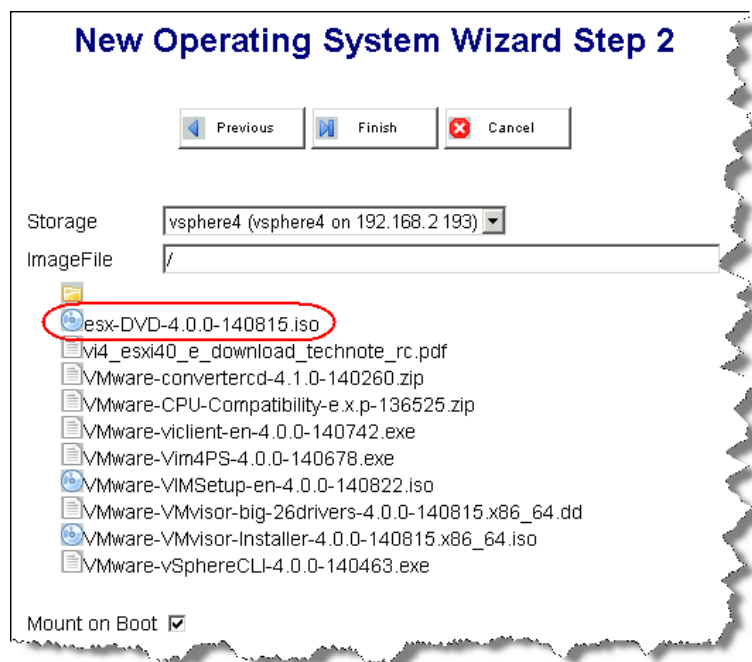 New Operating System Wizard Step 2
Previous Finish Cancel
Storage vsphere4 (vsphere4 on 192.168.2 193)
ImageFile /
esx-DVD-4.0.0-140815.iso
vi4_esxi40_e_download_technote_rc.pdf
VMware-convertercd-4.1.0-140260.zip
VMware-CPU-Compatibility-e.x.p-136525.zip
VMware-viclient-en-4.0.0-140742.exe
VMware-Vim4PS-4.0.0-140678.exe
VMware-VIMSetup-en-4.0.0-140822.iso
VMware-VMvisor-big-26drivers-4.0.0-140815.x86_64.dd
VMware-VMvisor-Installer-4.0.0-140815.x86_64.iso
VMware-vSphereCLI-4.0.0-140463.exe
Mount on Boot